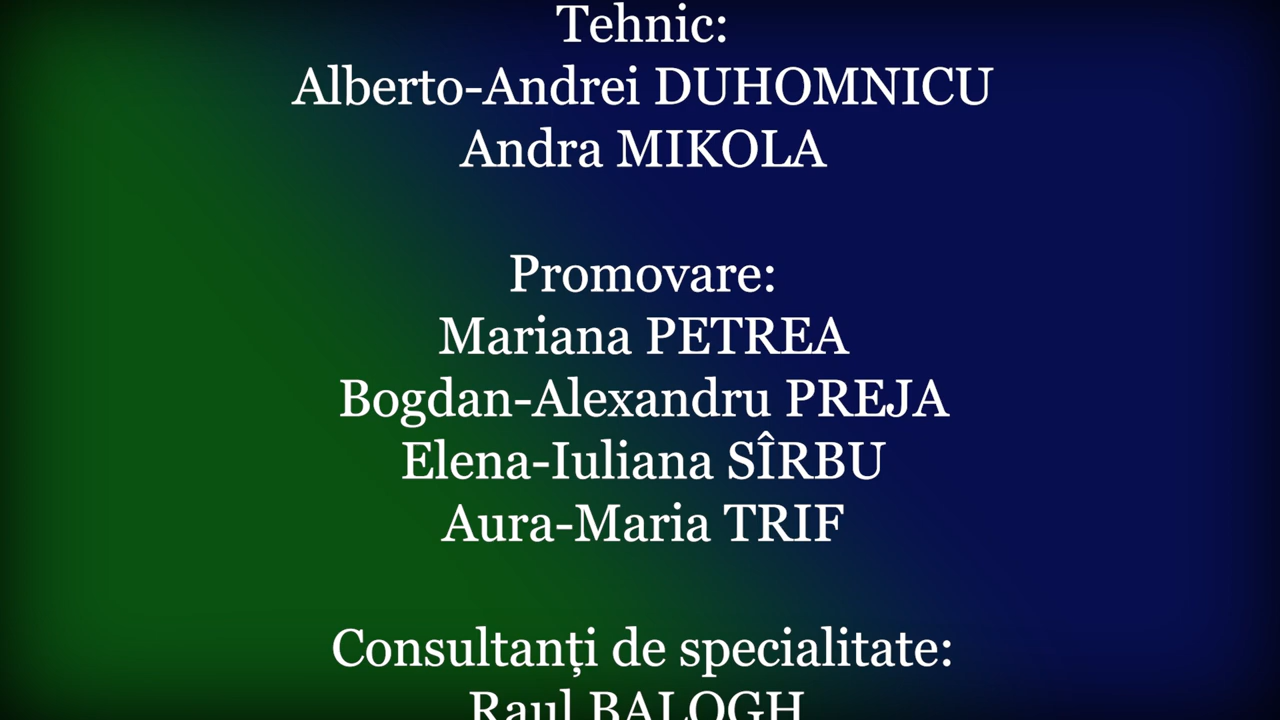 Tehnic:
Alberto-Andrei DUHOMNICU
Andra MIKOLA
Promovare:
Mariana PETREA
Bogdan-Alexandru PREJA
Elena-Iuliana SÎRBU
Aura-Maria TRIF
Consultanți de specialitate:
Raul BALOGH